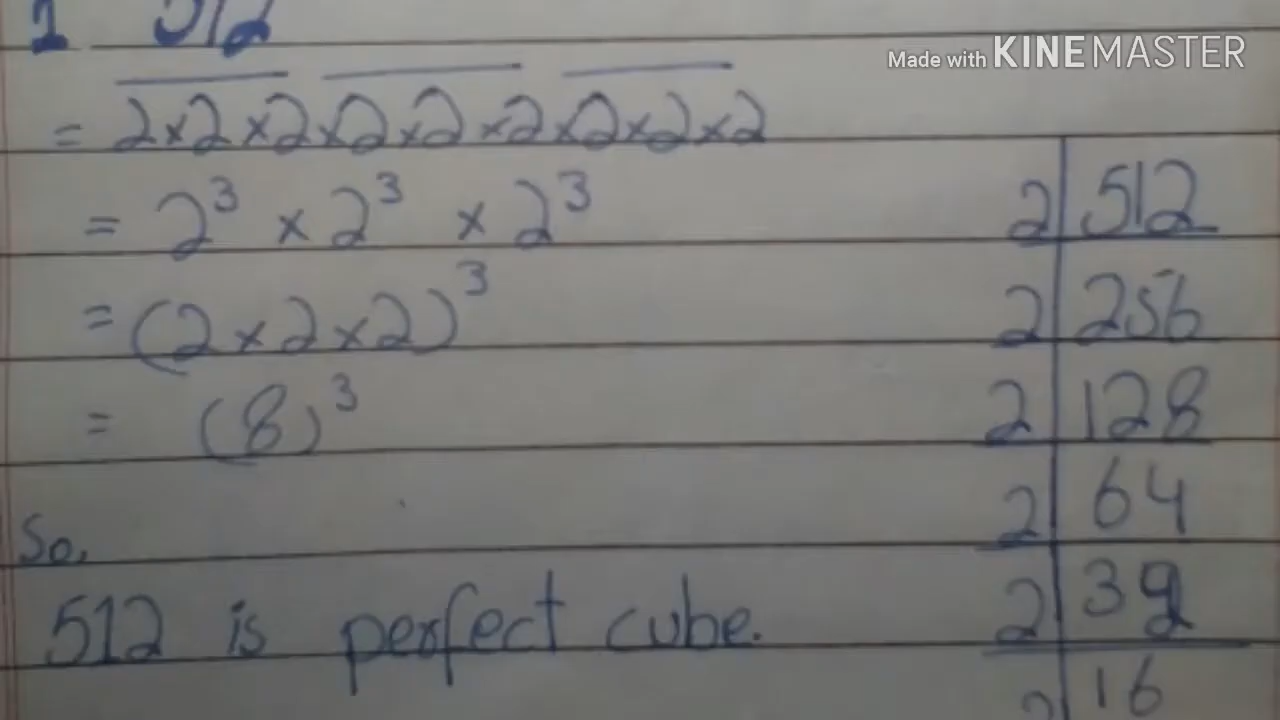 1 512
Made with KINEMASTER
= 2×2×2×2×2×2×2×2×2
= 2³ × 2³ × 2³
= (2×2×2)³
= (8)³
So,
512 is perfect cube.
2 512
2 256
2 128
2 64
2 32
2 16